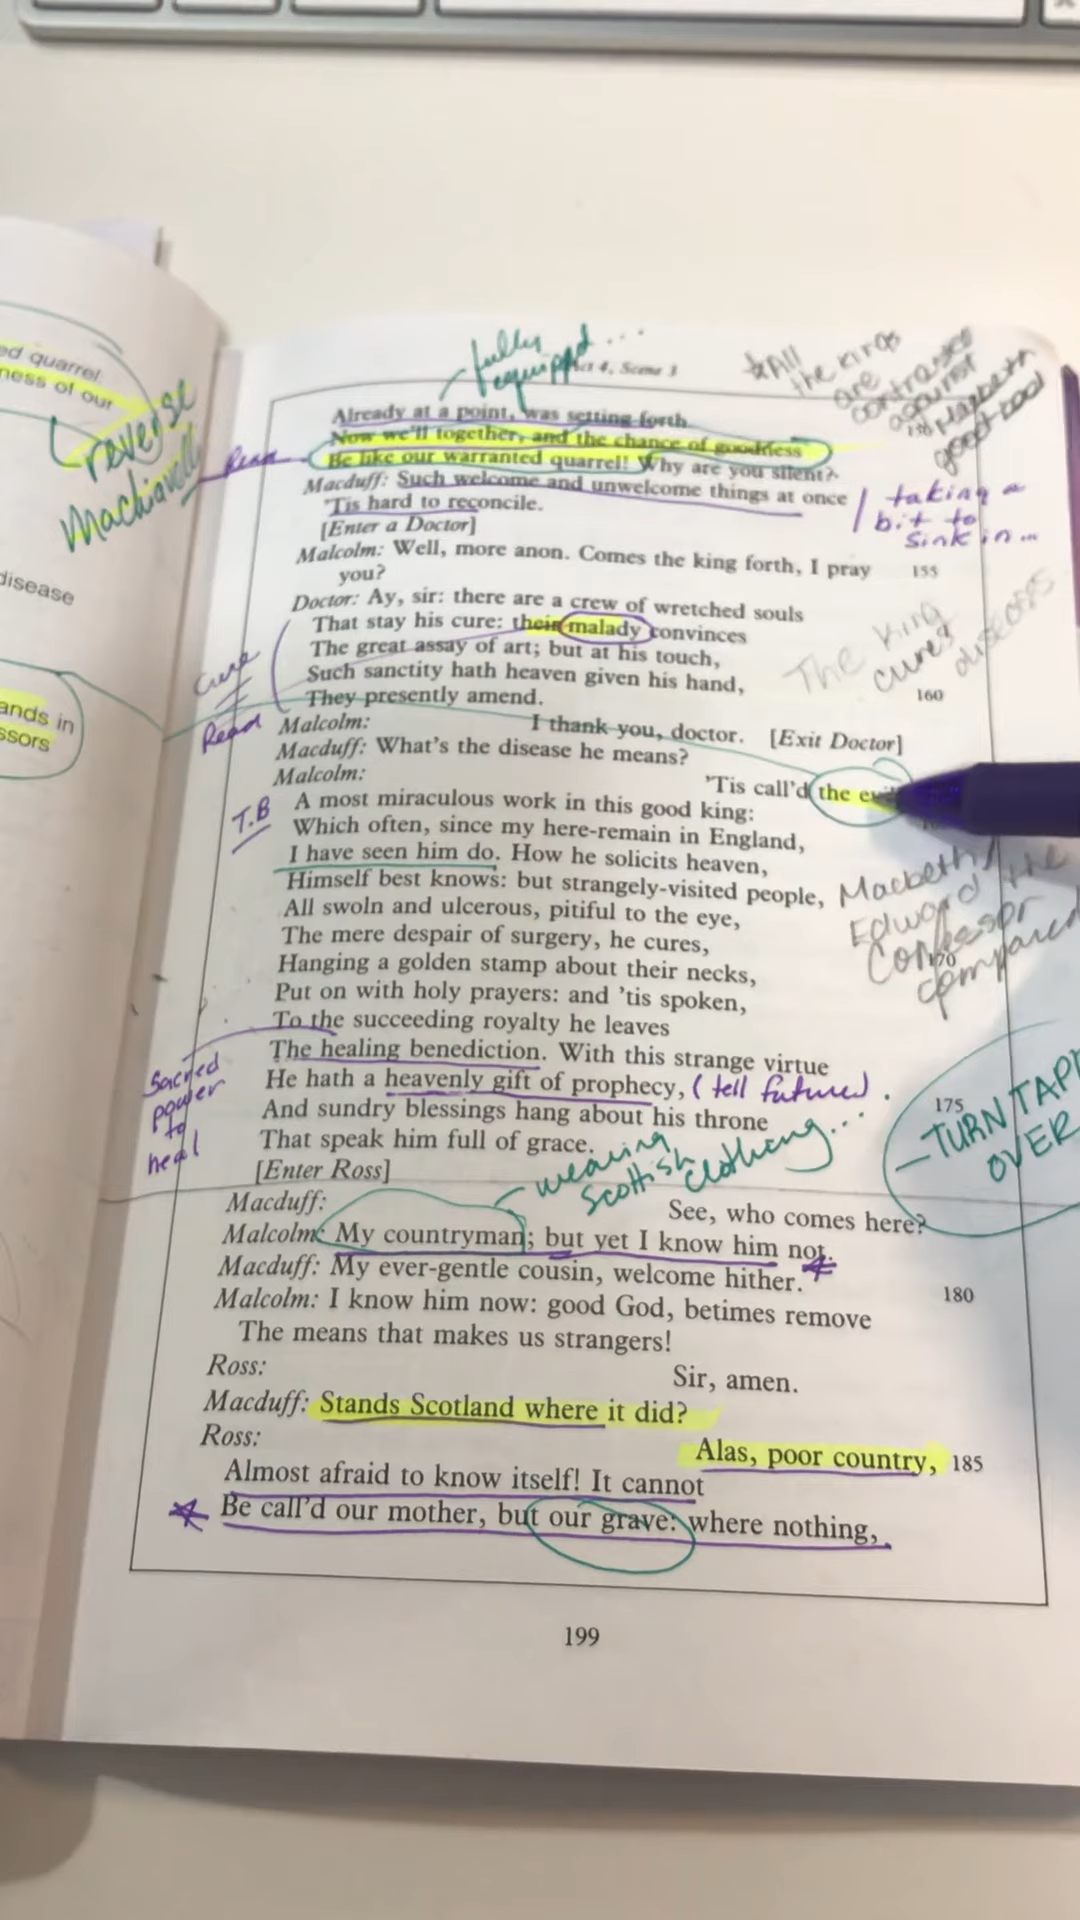 ed quarrel
ness of our
reverse
Machiavelli
disease
ands in
ssors
fully
equipped...
Act 4, Scene 3
* All
the kings
are
contrasted
against
Macbeth
good bad
Already at a point, was setting forth
Now we'll together, and the chance of goodness
Read
Be like our warranted quarrel! Why are you silent?
150
Macduff: Such welcome and unwelcome things at once
'Tis hard to reconcile.
taking a
bit to
sink in...
[Enter a Doctor]
Malcolm: Well, more anon. Comes the king forth, I pray
155
you?
Doctor: Ay, sir: there are a crew of wretched souls
That stay his cure: their malady convinces
The great assay of art; but at his touch,
Such sanctity hath heaven given his hand,
They presently amend.
160
The King
cures
diseases
Cure
Read
Malcolm: I thank you, doctor. [Exit Doctor]
Macduff: What's the disease he means?
Malcolm: 'Tis call'd the
T.B
A most miraculous work in this good king:
Which often, since my here-remain in England,
I have seen him do. How he solicits heaven,
Himself best knows: but strangely-visited people,
All swoln and ulcerous, pitiful to the eye,
The mere despair of surgery, he cures,
170
Hanging a golden stamp about their necks,
Put on with holy prayers: and 'tis spoken,
To the succeeding royalty he leaves
The healing benediction. With this strange virtue
He hath a heavenly gift of prophecy, (tell future).
175
And sundry blessings hang about his throne
That speak him full of grace.
[Enter Ross]
Macbeth/
Edward the
Confessor
compared
Sacred
power
to
heal
TURN
OVER
- wearing
Scottish
clothing...
Macduff: See, who comes here?
Malcolm: My countryman; but yet I know him not.
Macduff: My ever-gentle cousin, welcome hither.
180
Malcolm: I know him now: good God, betimes remove
The means that makes us strangers!
Ross: Sir, amen.
Macduff: Stands Scotland where it did?
Ross: Alas, poor country,
185
Almost afraid to know itself! It cannot
Be call'd our mother, but our grave: where nothing,
199